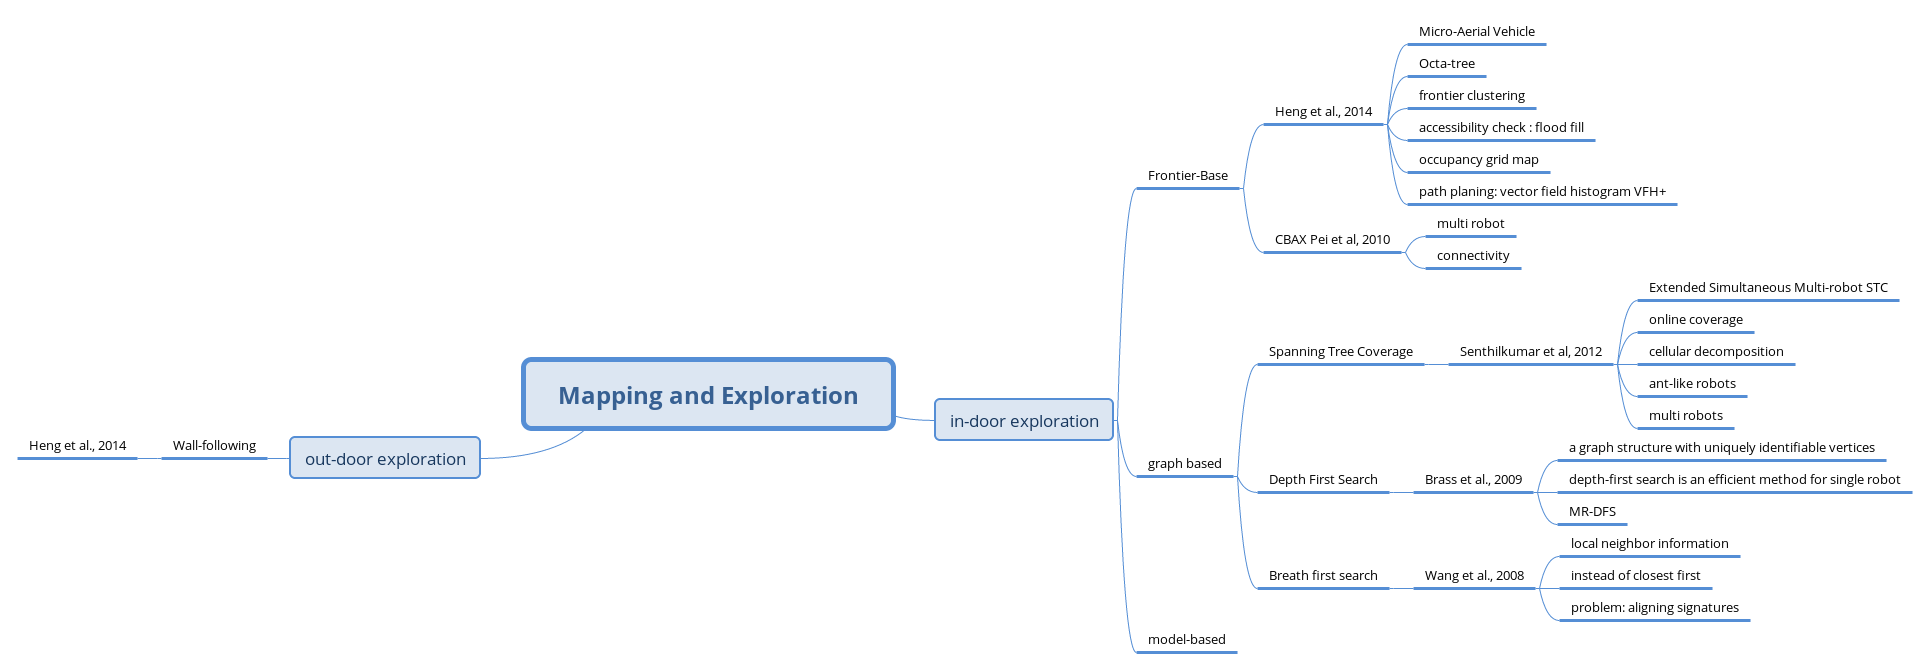 Mapping and Exploration
in-door exploration
Frontier-Base
Heng et al., 2014
Micro-Aerial Vehicle
Octa-tree
frontier clustering
accessibility check : flood fill
occupancy grid map
path planing: vector field histogram VFH+
CBAX Pei et al, 2010
multi robot
connectivity
graph based
Spanning Tree Coverage
Senthilkumar et al, 2012
Extended Simultaneous Multi-robot STC
online coverage
cellular decomposition
ant-like robots
multi robots
Depth First Search
Brass et al., 2009
a graph structure with uniquely identifiable vertices
depth-first search is an efficient method for single robot
MR-DFS
Breath first search
Wang et al., 2008
local neighbor information
instead of closest first
problem: aligning signatures
model-based
out-door exploration
Wall-following
Heng et al., 2014